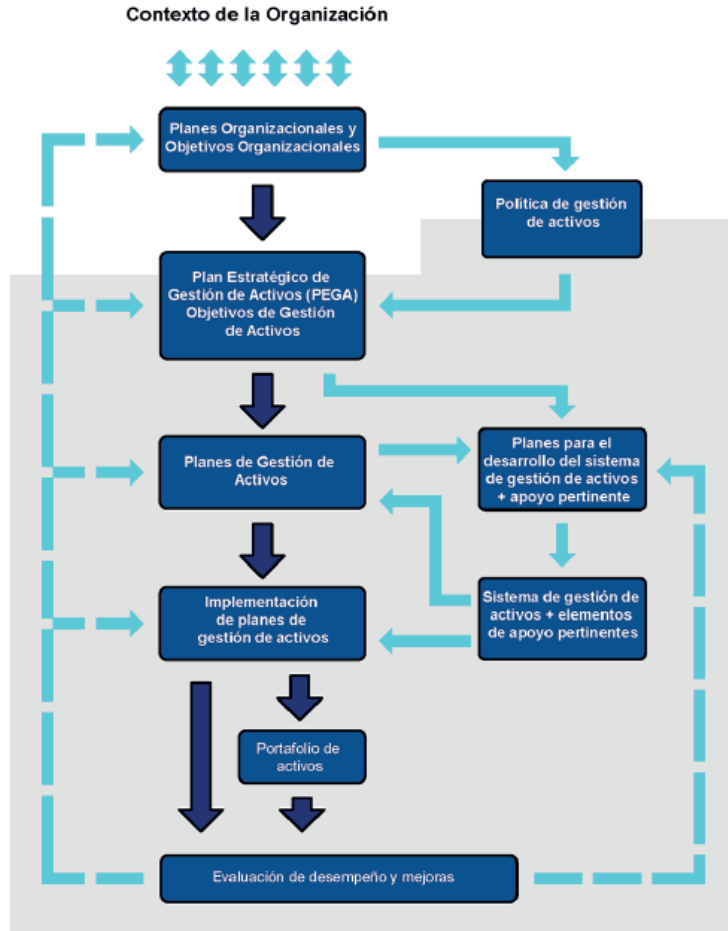 Contexto de la Organización
Planes Organizacionales y
Objetivos Organizacionales
Política de gestión
de activos
Plan Estratégico de
Gestión de Activos (PEGA)
Objetivos de Gestión
de Activos
Planes de Gestión de
Activos
Planes para el
desarrollo del sistema
de gestión de activos
+ apoyo pertinente
Implementación
de planes de
gestión de activos
Sistema de gestión de
activos + elementos
de apoyo pertinentes
Portafolio de
activos
Evaluación de desempeño y mejoras